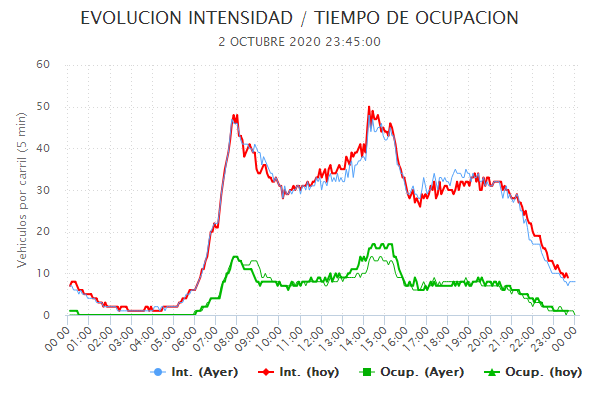 EVOLUCION INTENSIDAD / TIEMPO DE OCUPACION
2 OCTUBRE 2020 23:45:00
Vehiculos por carril (5 min)
60
50
40
30
20
10
0
00:00 01:00 02:00 03:00 04:00 05:00 06:00 07:00 08:00 09:00 10:00 11:00 12:00 13:00 14:00 15:00 16:00 17:00 18:00 19:00 20:00 21:00 22:00 23:00 00:00
Int. (Ayer) Int. (hoy) Ocup. (Ayer) Ocup. (hoy)